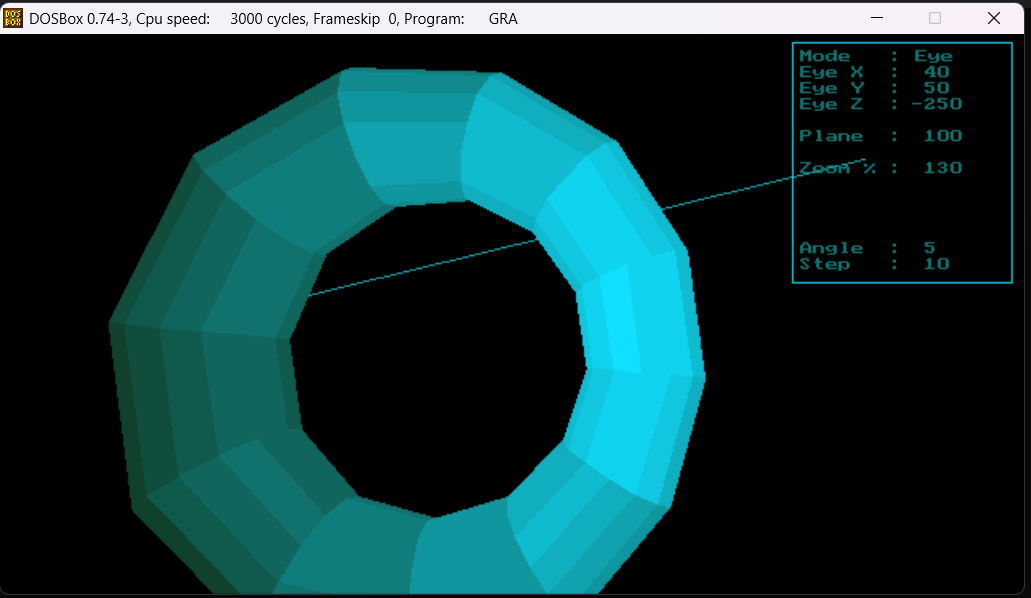 DOSBox 0.74-3, Cpu speed: 3000 cycles, Frameskip 0, Program: GRA
Mode : Eye
Eye X : 40
Eye Y : 50
Eye Z : -250
Plane : 100
Zoom % : 130
Angle : 5
Step : 10